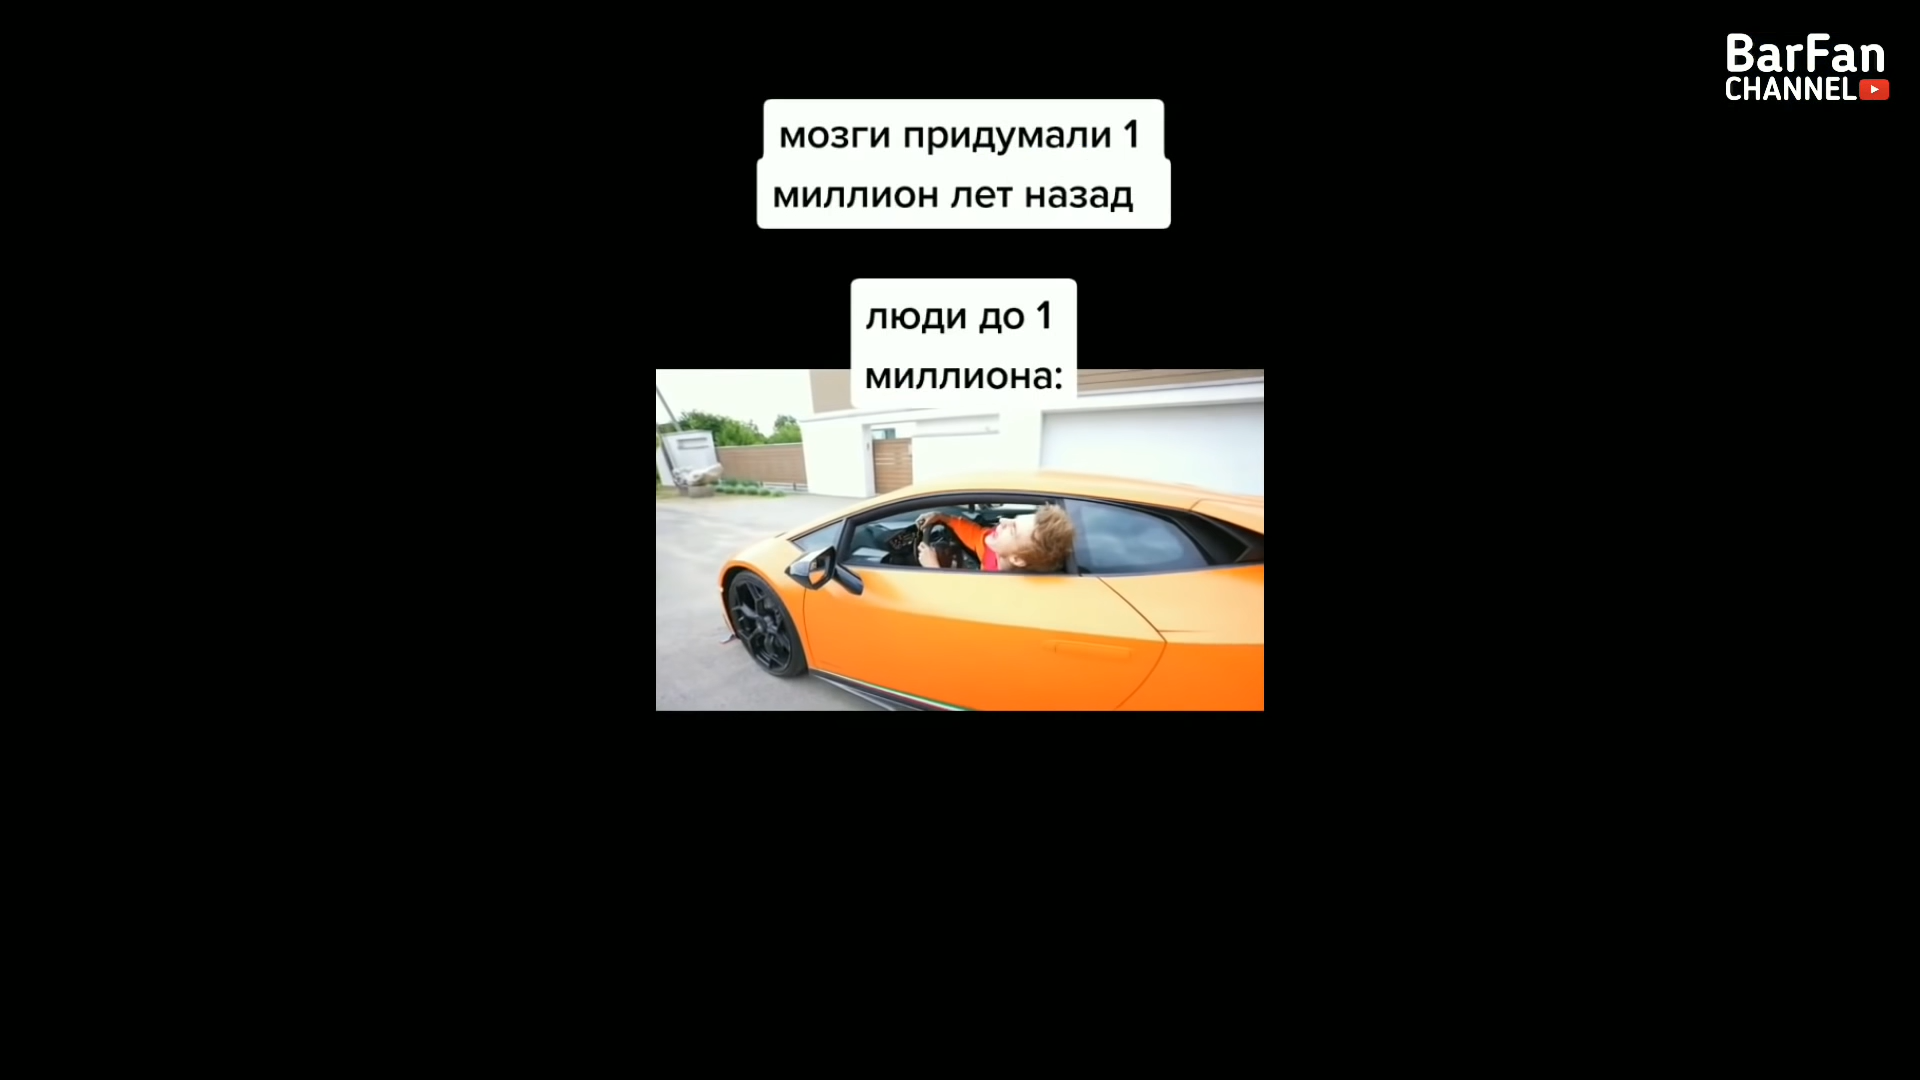 BarFan
CHANNEL
мозги придумали 1
миллион лет назад
люди до 1
миллиона: